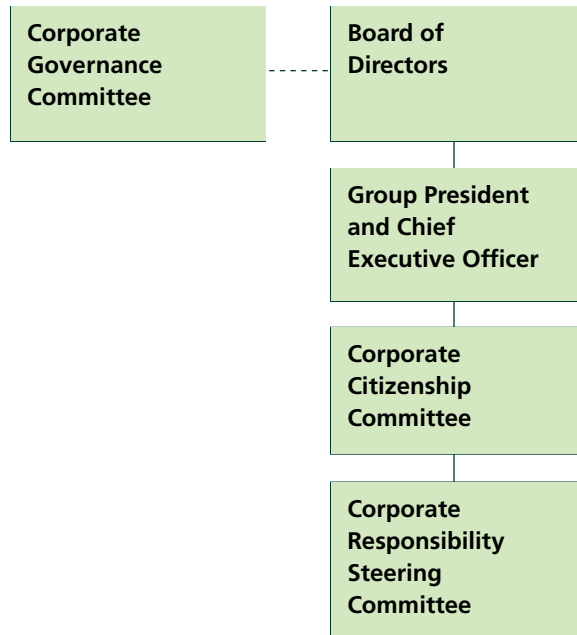 Corporate
Governance
Committee
Board of
Directors
Group President
and Chief
Executive Officer
Corporate
Citizenship
Committee
Corporate
Responsibility
Steering
Committee